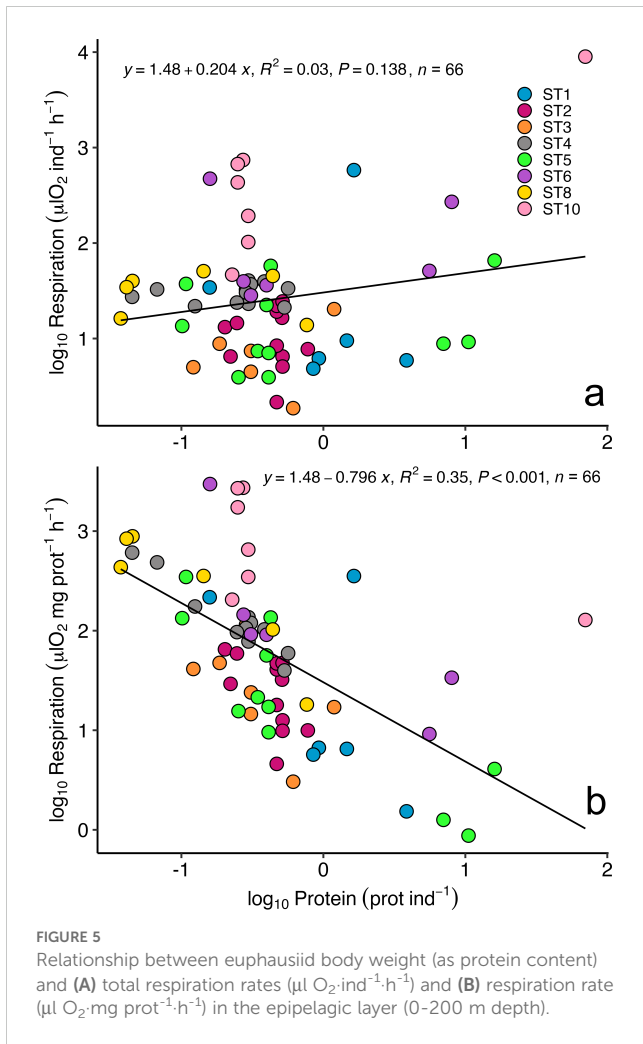 y = 1.48 + 0.204 x, R² = 0.03, P = 0.138, n = 66
log₁₀ Respiration (µlO₂ ind⁻¹ h⁻¹)
4
3
2
1
ST1
ST2
ST3
ST4
ST5
ST6
ST8
ST10
a
-1
0
1
2
y = 1.48 − 0.796 x, R² = 0.35, P < 0.001, n = 66
log₁₀ Respiration (µlO₂ mg prot⁻¹ h⁻¹)
3
2
1
0
b
-1
0
1
2
log₁₀ Protein (prot ind⁻¹)
FIGURE 5
Relationship between euphausiid body weight (as protein content)
and (A) total respiration rates (µl O₂·ind⁻¹·h⁻¹) and (B) respiration rate
(µl O₂·mg prot⁻¹·h⁻¹) in the epipelagic layer (0-200 m depth).